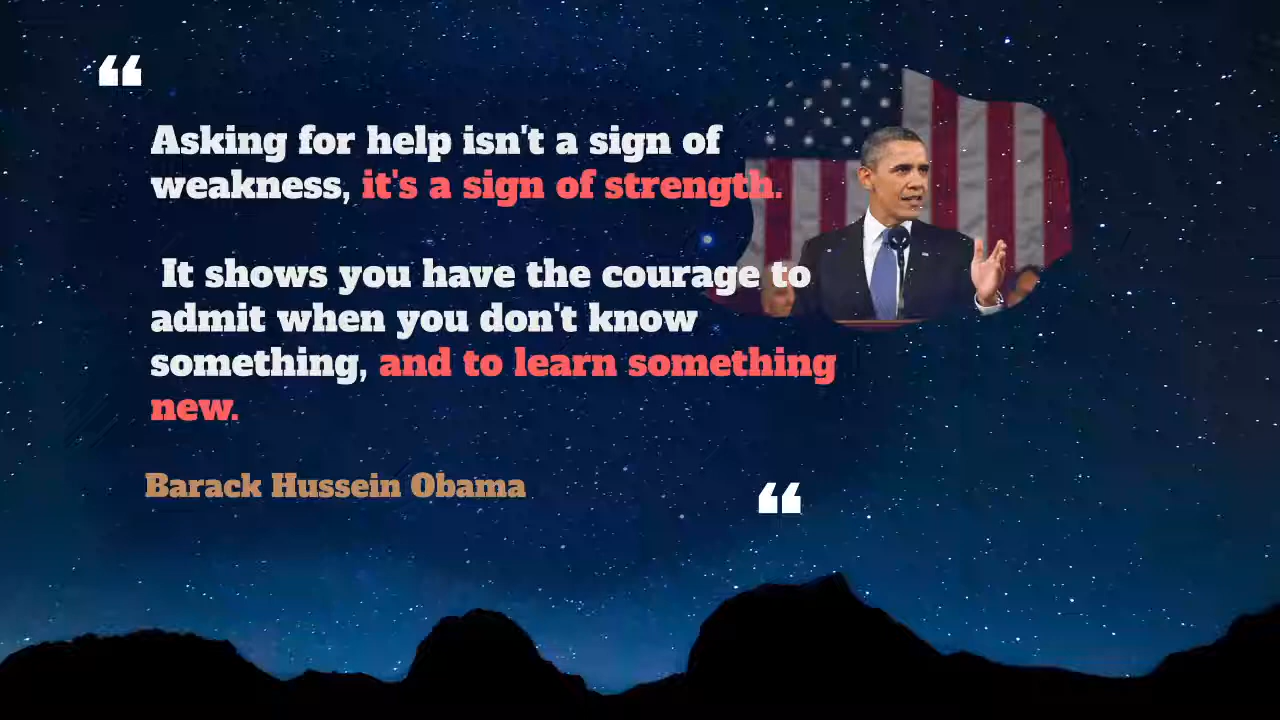 ❝
Asking for help isn't a sign of
weakness, it's a sign of strength.
It shows you have the courage to
admit when you don't know
something, and to learn something
new.
Barack Hussein Obama
❝